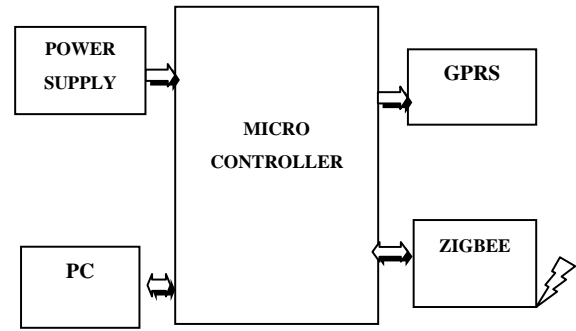 POWER
SUPPLY
GPRS
MICRO
CONTROLLER
PC
ZIGBEE